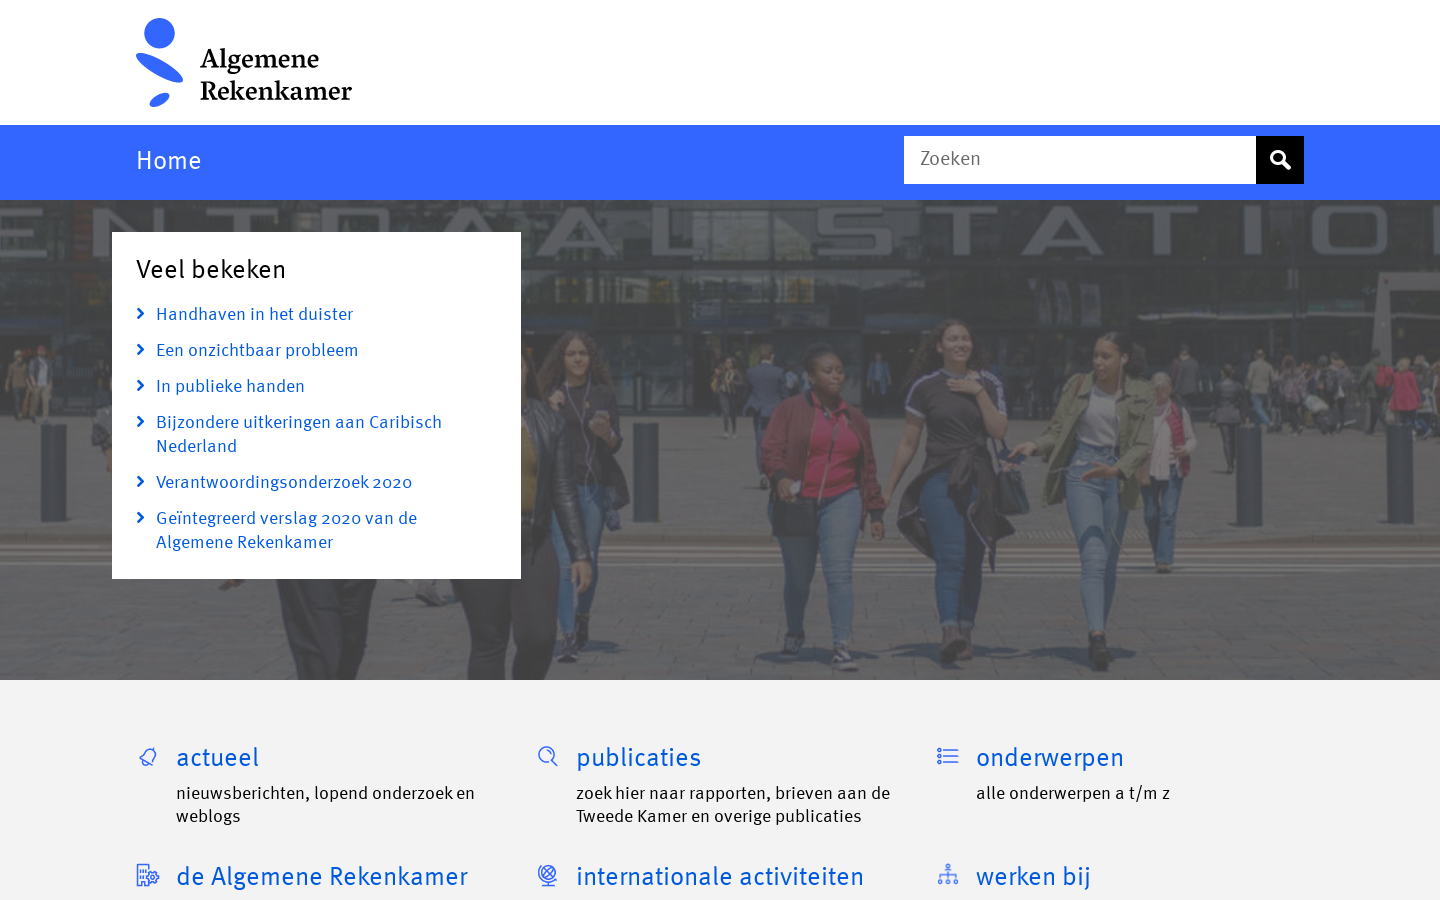 Algemene
Rekenkamer
Home
Zoeken
ENTRAAL STATIO
Veel bekeken
Handhaven in het duister
Een onzichtbaar probleem
In publieke handen
Bijzondere uitkeringen aan Caribisch
Nederland
Verantwoordingsonderzoek 2020
Geïntegreerd verslag 2020 van de
Algemene Rekenkamer
actueel
nieuwsberichten, lopend onderzoek en
weblogs
publicaties
zoek hier naar rapporten, brieven aan de
Tweede Kamer en overige publicaties
onderwerpen
alle onderwerpen a t/m z
de Algemene Rekenkamer
internationale activiteiten
werken bij